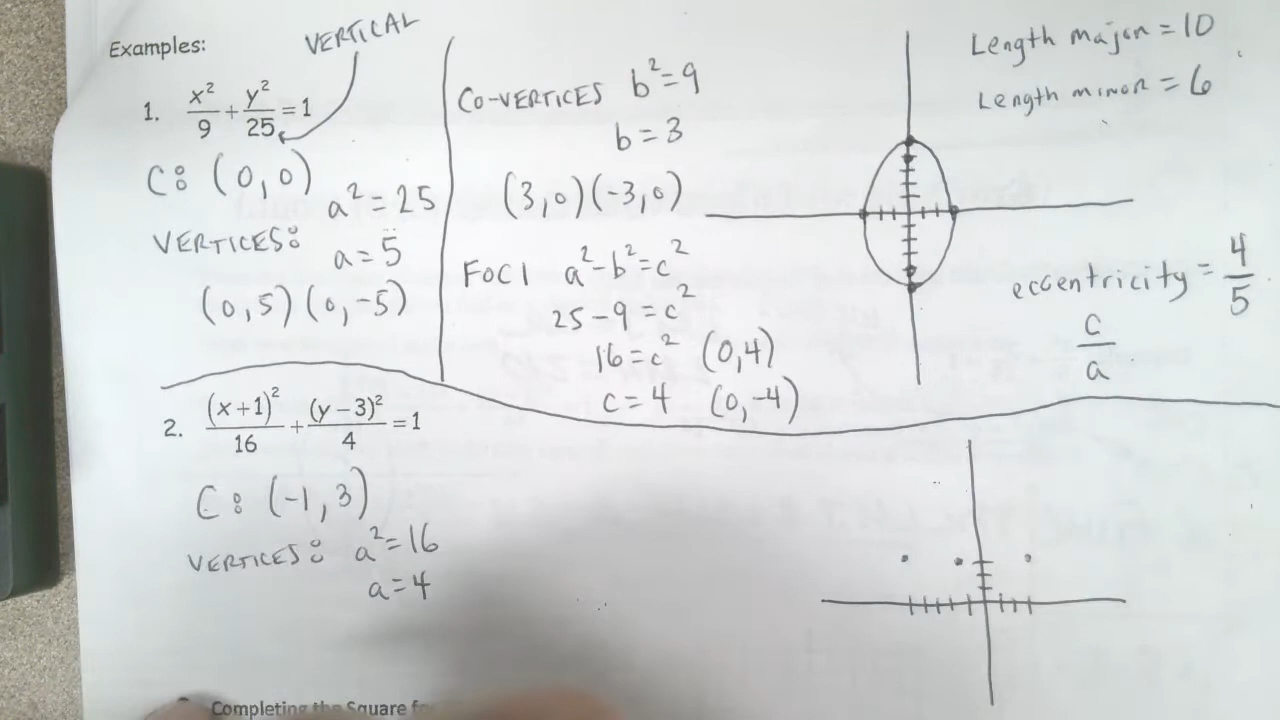 Examples:
VERTICAL
1. x²/9 + y²/25 = 1
C: (0,0)
a² = 25
VERTICES:
a = 5
(0,5) (0,-5)
CO-VERTICES b² = 9
b = 3
(3,0) (-3,0)
FOCI a² - b² = c²
25 - 9 = c²
16 = c² (0,4)
c = 4 (0,-4)
Length major = 10
Length minor = 6
eccentricity = 4/5
c/a
2. (x+1)²/16 + (y-3)²/4 = 1
C: (-1,3)
VERTICES: a² = 16
a = 4
Completing the Square